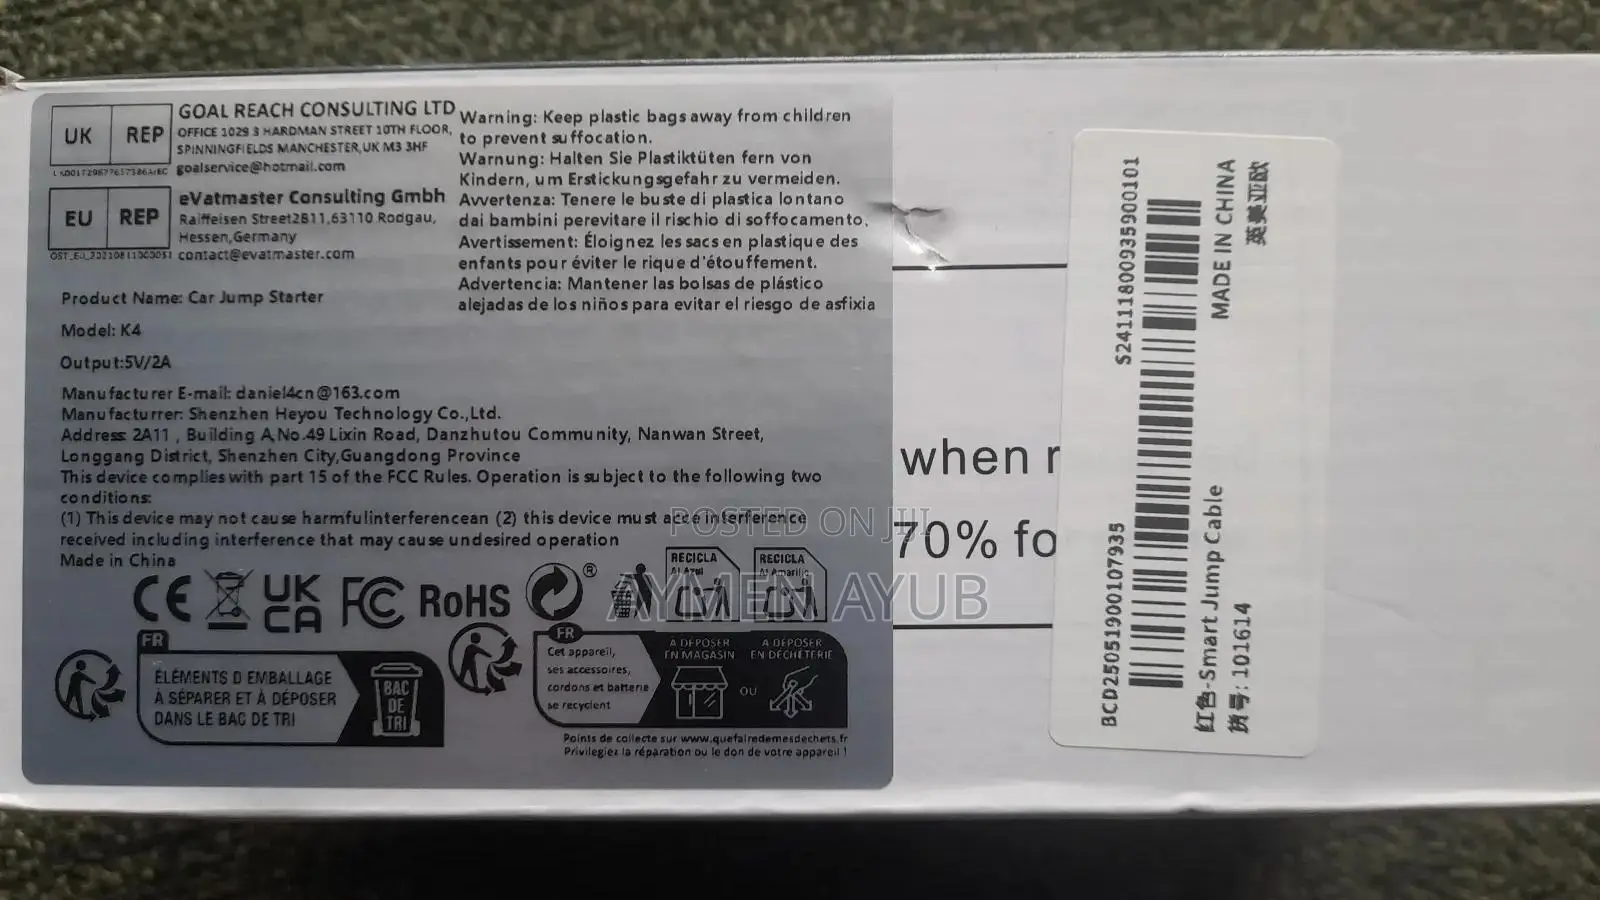 UK REP
GOAL REACH CONSULTING LTD
OFFICE 1029 3 HARDMAN STREET 10TH FLOOR,
SPINNINGFIELDS MANCHESTER,UK M3 3HF
goalservice@hotmail.com
EU REP
eVatmaster Consulting Gmbh
Raiffeisen Street2B11,63110 Rodgau,
Hessen,Germany
contact@evatmaster.com
Product Name: Car Jump Starter
Model: K4
Output:5V/2A
Warning: Keep plastic bags away from children
to prevent suffocation.
Warnung: Halten Sie Plastiktüten fern von
Kindern, um Erstickungsgefahr zu vermeiden.
Avvertenza: Tenere le buste di plastica lontano
dai bambini perevitare il rischio di soffocamento.
Avertissement: Éloignez les sacs en plastique des
enfants pour éviter le rique d'étouffement.
Advertencia: Mantener las bolsas de plástico
alejadas de los niños para evitar el riesgo de asfixia
Manufacturer E-mail: daniel4cn@163.com
Manufacturrer: Shenzhen Heyou Technology Co.,Ltd.
Address: 2A11 , Building A,No.49 Lixin Road, Danzhutou Community, Nanwan Street,
Longgang District, Shenzhen City,Guangdong Province
This device complies with part 15 of the FCC Rules. Operation is subject to the following two
conditions:
(1) This device may not cause harmfulinterferencean (2) this device must acce interference
received including interference that may cause undesired operation
Made in China
CE UK CA FC RoHS ®
RECICLA
Al Azul
RECICLA
Al Amarillo
FR
ÉLÉMENTS D EMBALLAGE
À SÉPARER ET À DÉPOSER
DANS LE BAC DE TRI
BAC
DE
TRI
FR
Cet appareil,
ses accessoires,
cordons et batterie
se recyclent
À DÉPOSER
EN MAGASIN
OU
À DÉPOSER
EN DÉCHÈTERIE
Points de collecte sur www.quefairedemesdechets.fr
Privilegiez la réparation ou le don de votre appareil !
when r
70% fo
S24111800935900101
BCD2505190010793​5
MADE IN CHINA
英美亚欧
红色-Smart Jump Cable
货号: 101614
POSTED ON JIJI
AYMEN AYUB